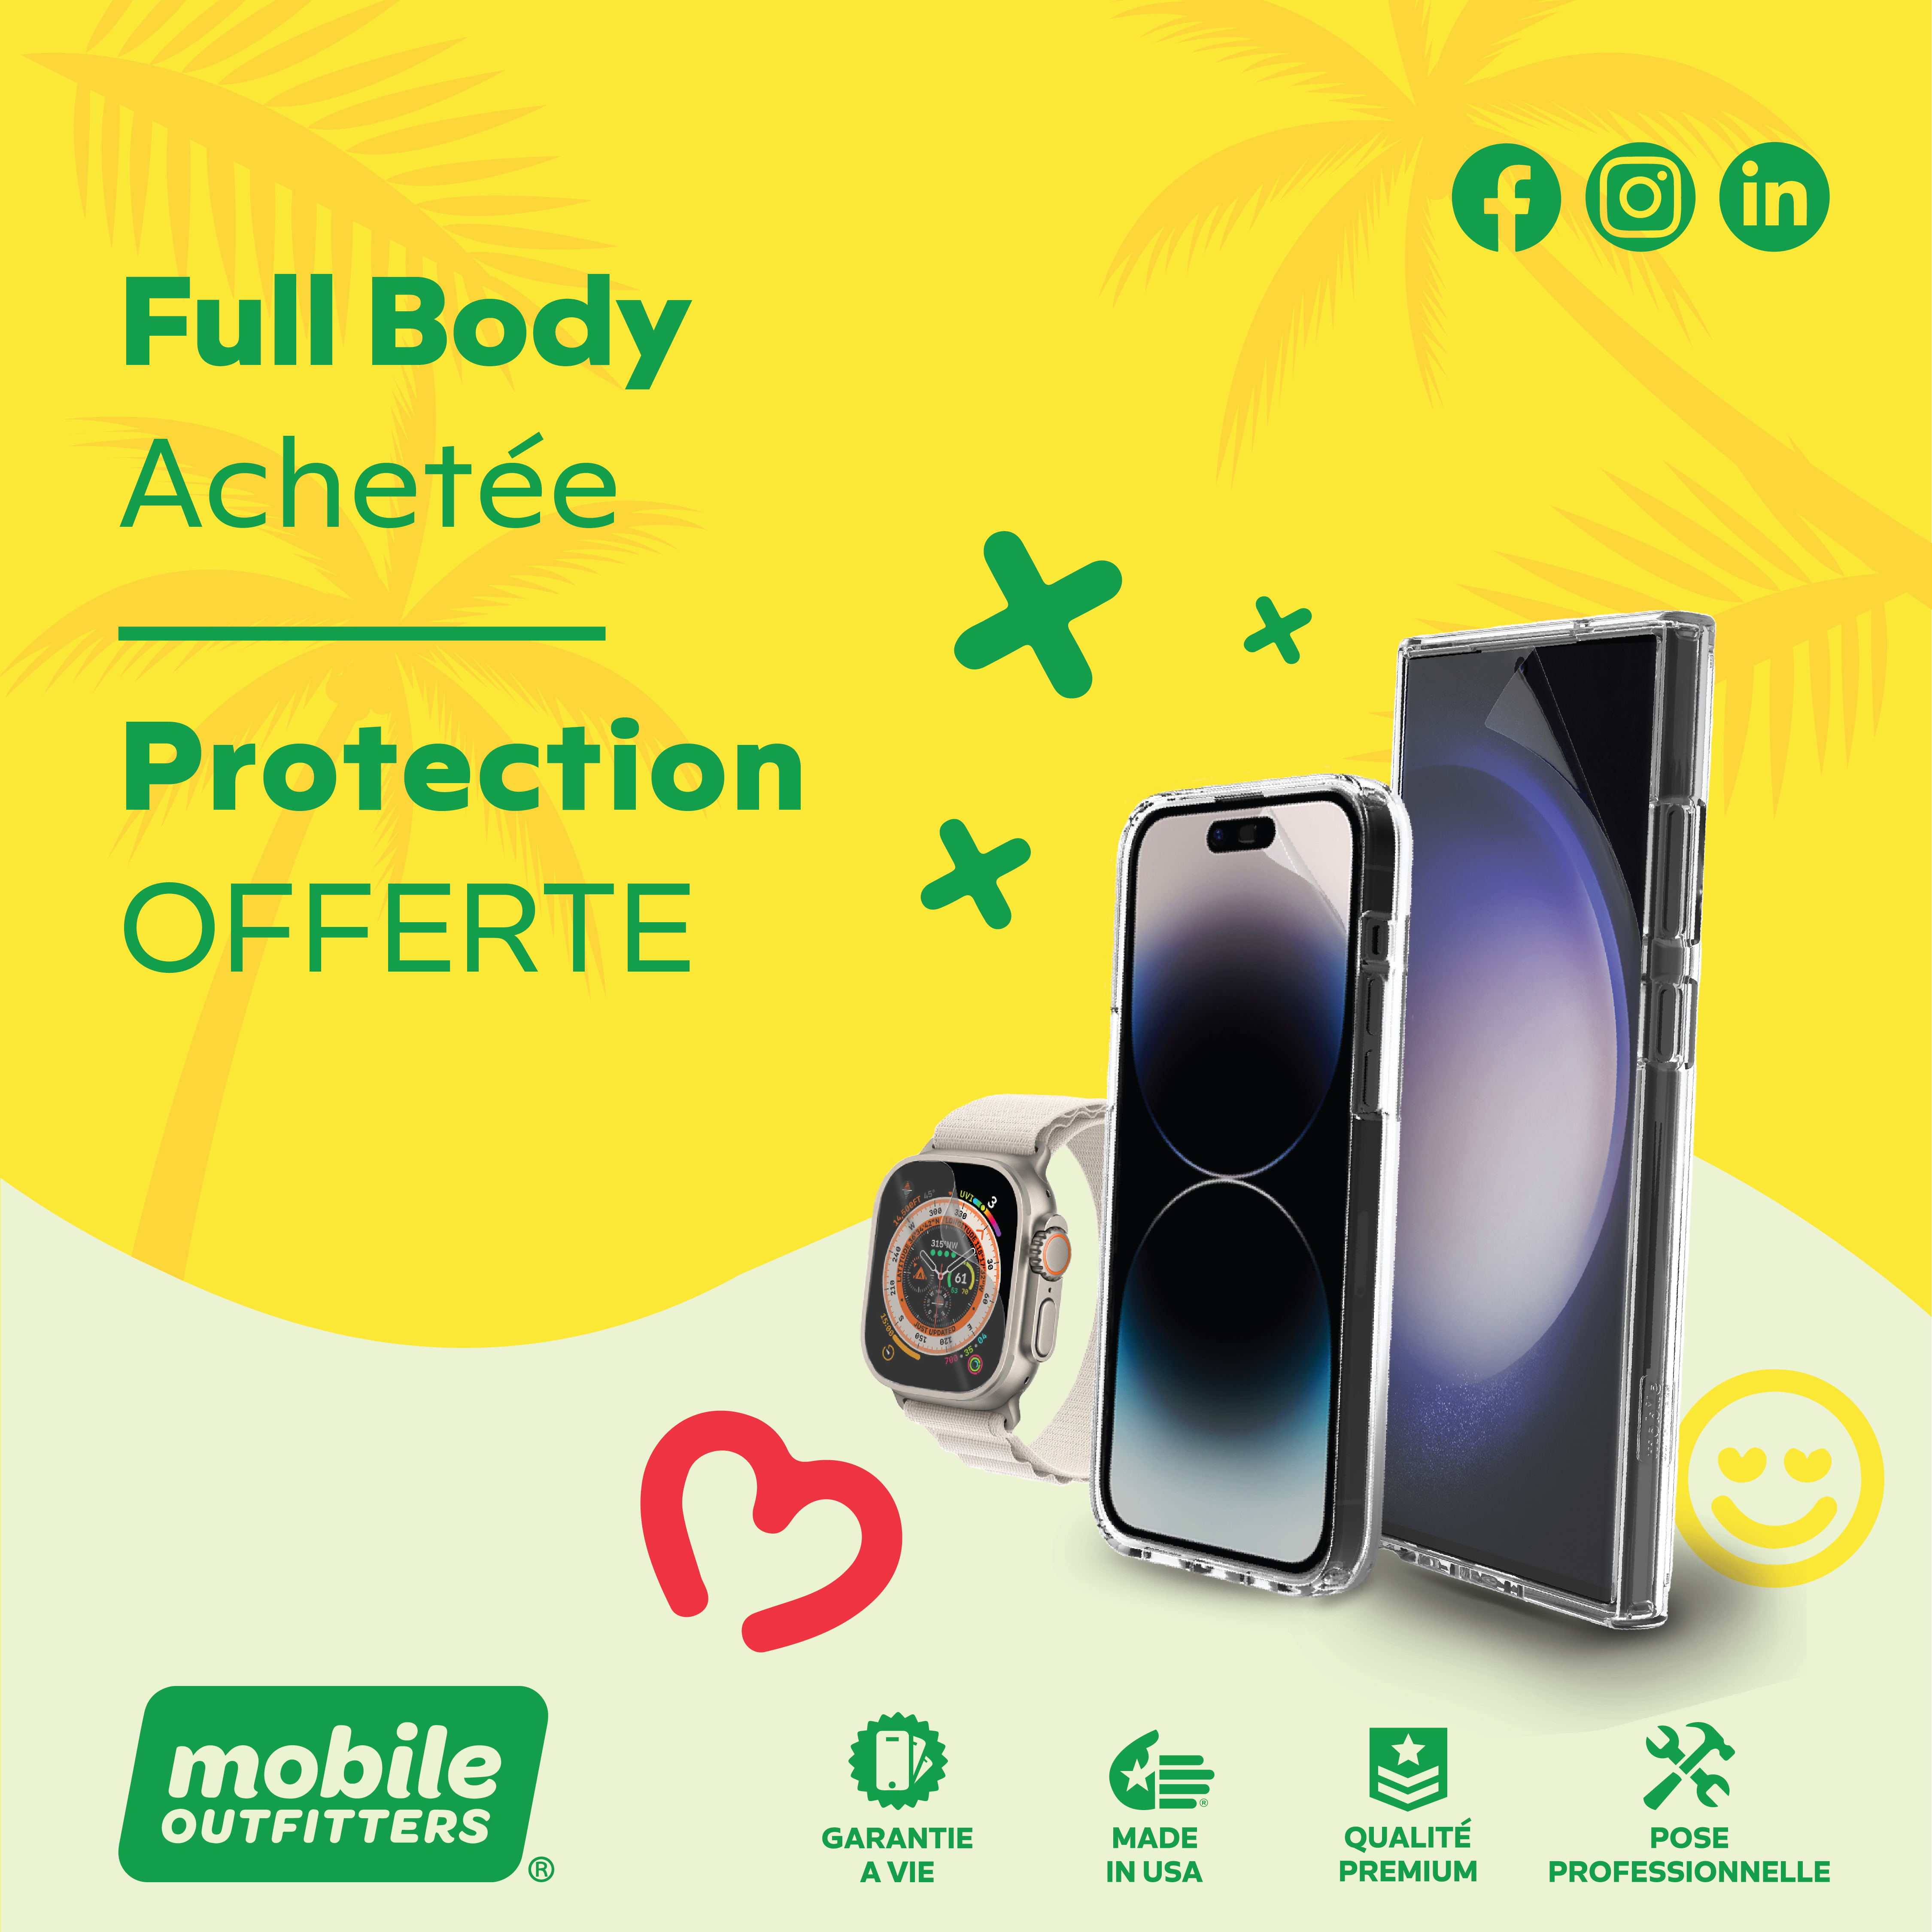 Full Body
Achetée
Protection
OFFERTE
mobile
OUTFITTERS
®
GARANTIE
A VIE
MADE
IN USA
QUALITÉ
PREMIUM
POSE
PROFESSIONNELLE